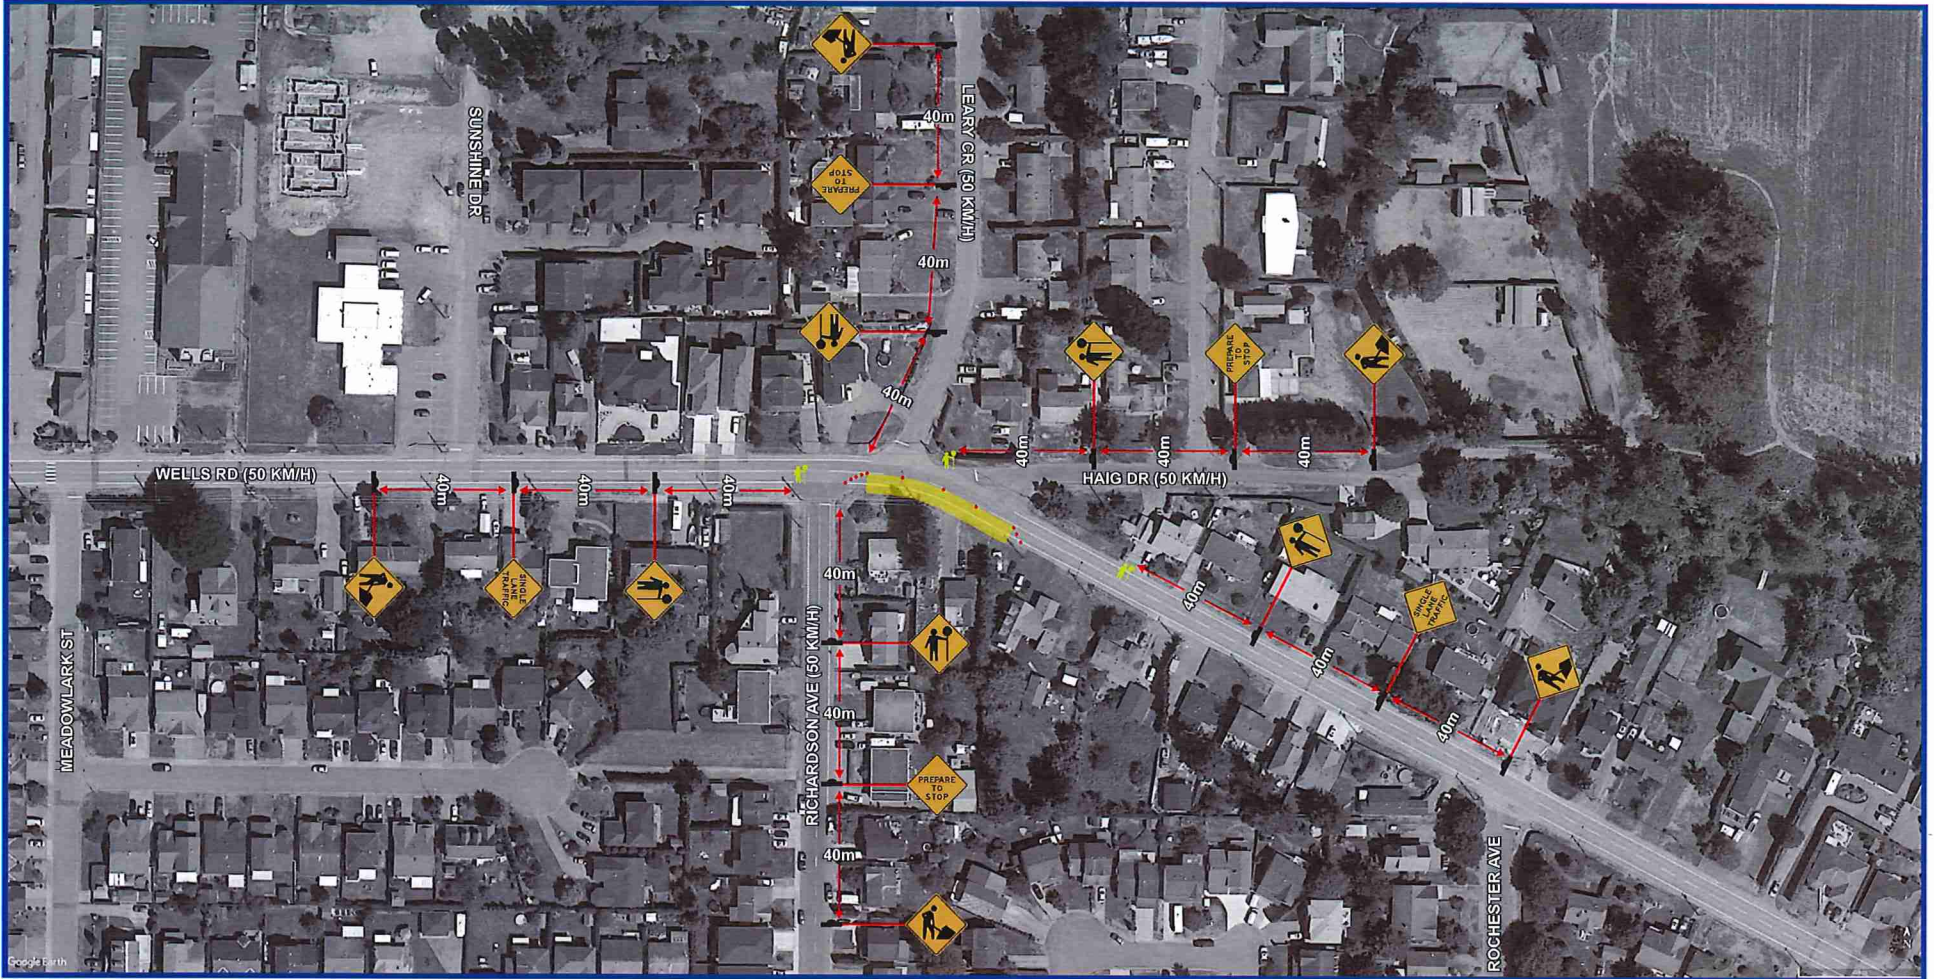 SUNSHINE DR
LEARY CR (50 KM/H)
40m
PREPARE
TO
STOP
40m
40m
PREPARE
TO
STOP
WELLS RD (50 KM/H)
40m
40m
40m
40m
40m
40m
HAIG DR (50 KM/H)
SINGLE
LANE
TRAFFIC
40m
40m
SINGLE
LANE
TRAFFIC
MEADOWLARK ST
RICHARDSON AVE (50 KM/H)
40m
40m
40m
PREPARE
TO
STOP
40m
ROCHESTER AVE
Google Earth
N